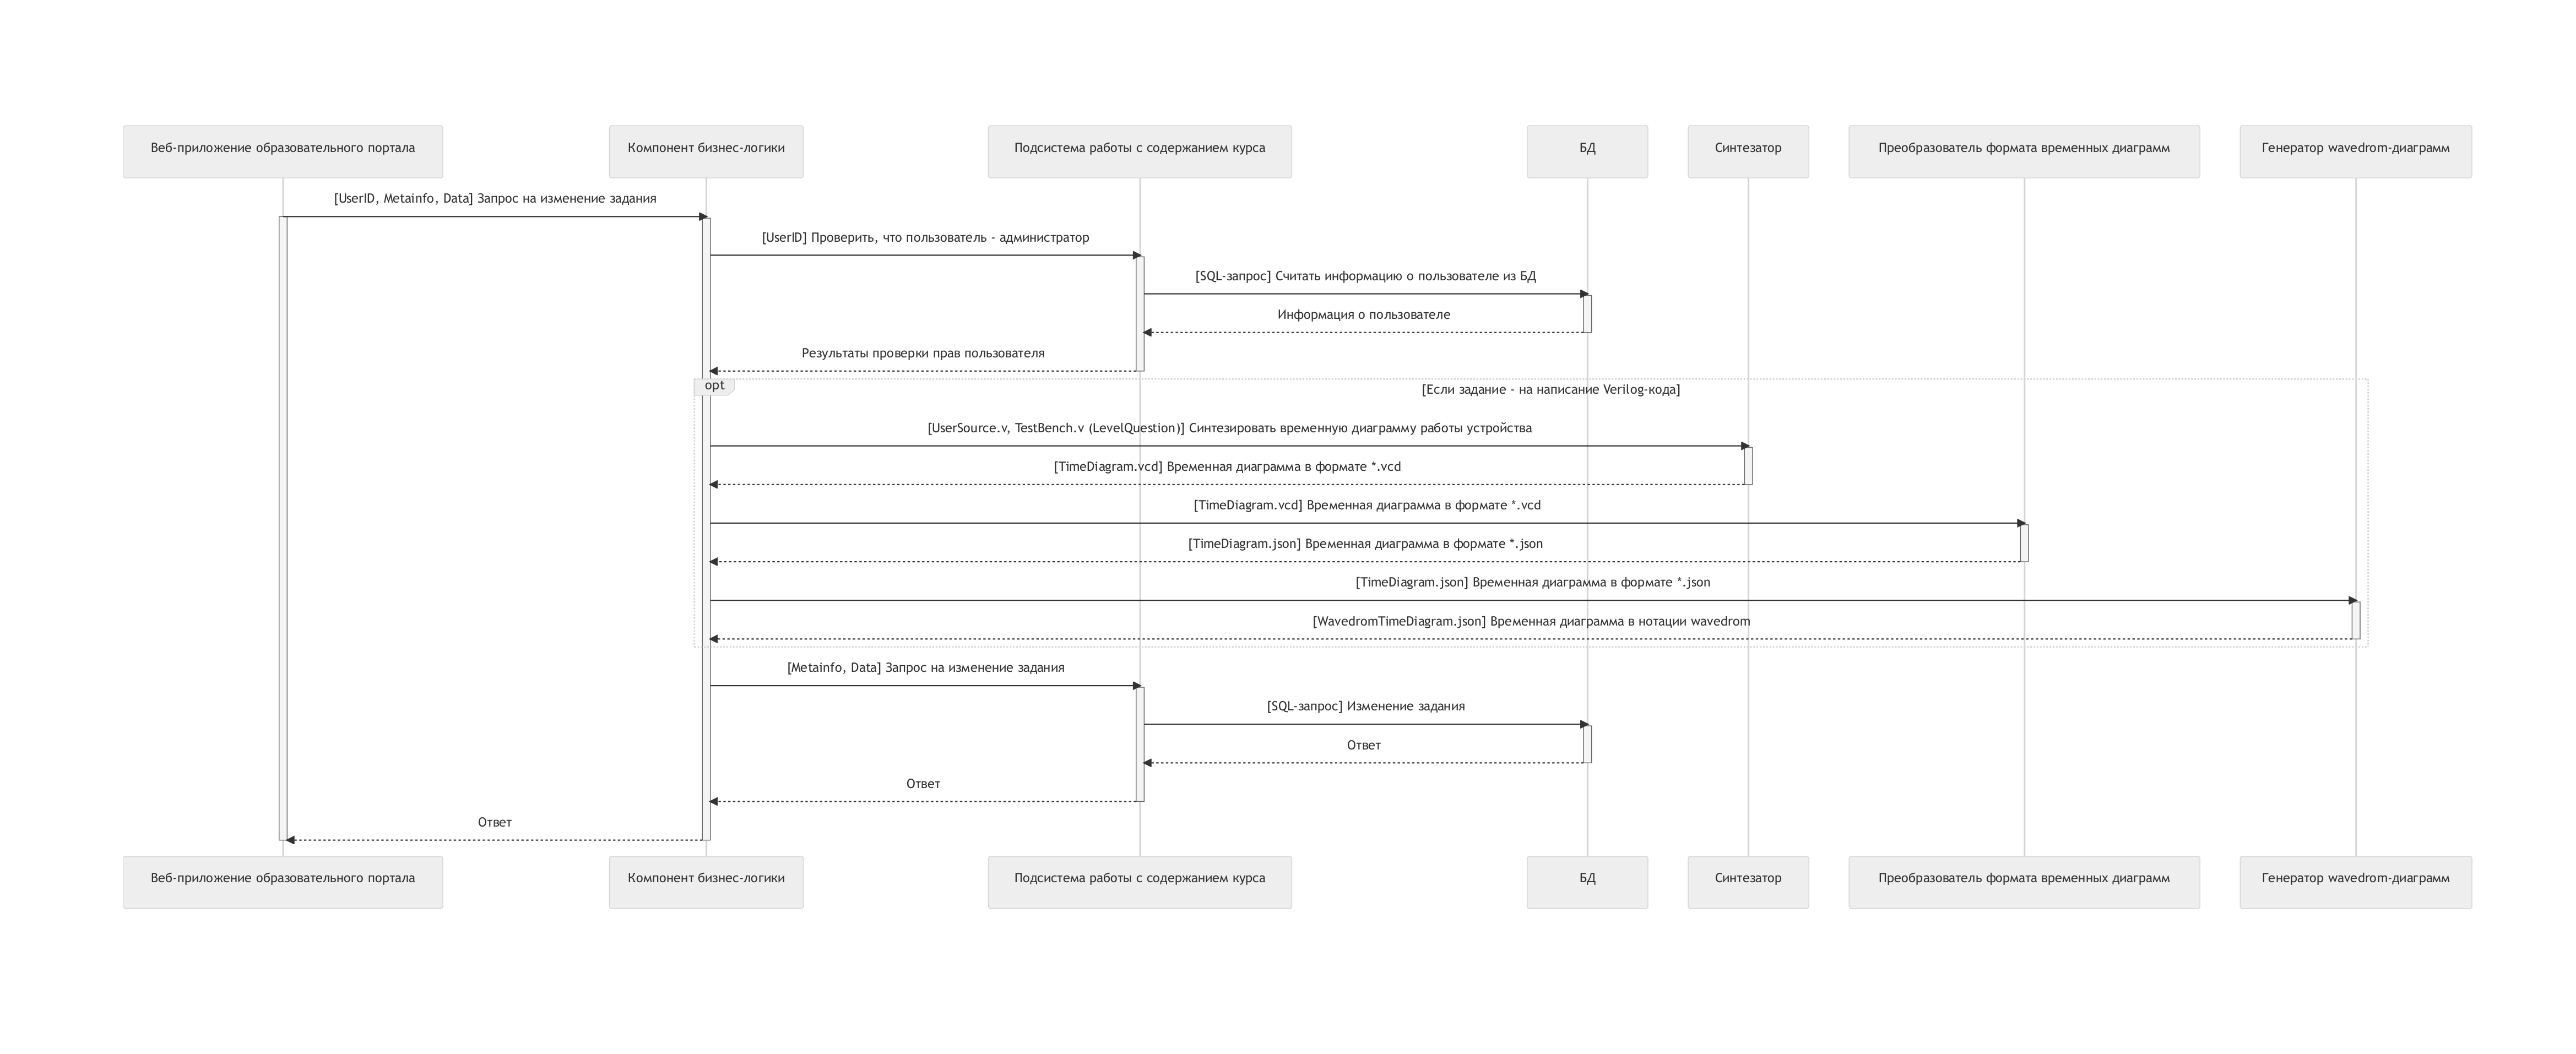 Веб-приложение образовательного портала
Компонент бизнес-логики
Подсистема работы с содержанием курса
БД
Синтезатор
Преобразователь формата временных диаграмм
Генератор wavedrom-диаграмм
[UserID, Metainfo, Data] Запрос на изменение задания
[UserID] Проверить, что пользователь - администратор
[SQL-запрос] Считать информацию о пользователе из БД
Информация о пользователе
Результаты проверки прав пользователя
opt
[Если задание - на написание Verilog-кода]
[UserSource.v, TestBench.v (LevelQuestion)] Синтезировать временную диаграмму работы устройства
[TimeDiagram.vcd] Временная диаграмма в формате *.vcd
[TimeDiagram.vcd] Временная диаграмма в формате *.vcd
[TimeDiagram.json] Временная диаграмма в формате *.json
[TimeDiagram.json] Временная диаграмма в формате *.json
[WavedromTimeDiagram.json] Временная диаграмма в нотации wavedrom
[Metainfo, Data] Запрос на изменение задания
[SQL-запрос] Изменение задания
Ответ
Ответ
Ответ
Веб-приложение образовательного портала
Компонент бизнес-логики
Подсистема работы с содержанием курса
БД
Синтезатор
Преобразователь формата временных диаграмм
Генератор wavedrom-диаграмм